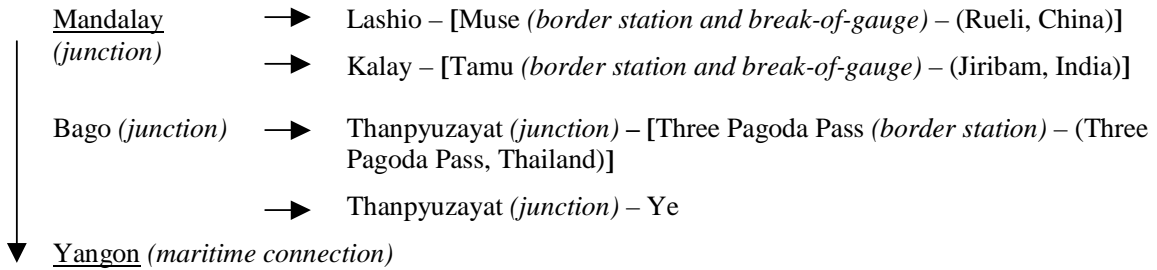 Mandalay Lashio – [Muse (border station and break-of-gauge) – (Rueli, China)]
(junction)
Kalay – [Tamu (border station and break-of-gauge) – (Jiribam, India)]
Bago (junction) Thanpyuzayat (junction) – [Three Pagoda Pass (border station) – (Three
Pagoda Pass, Thailand)]
Thanpyuzayat (junction) – Ye
Yangon (maritime connection)